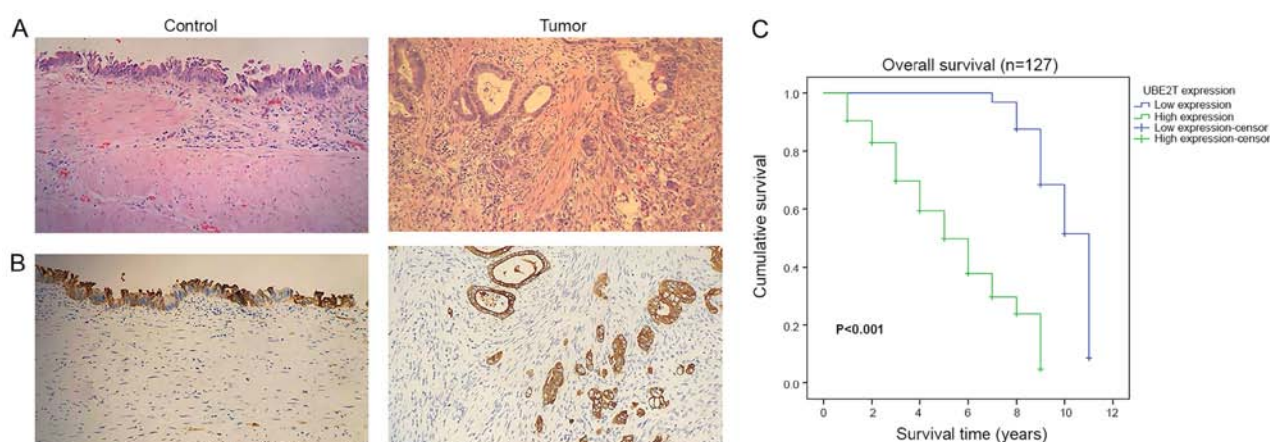 A
Control
Tumor
B
C
Overall survival (n=127)
UBE2T expression
Low expression
High expression
Low expression-censor
High expression-censor
Cumulative survival
1.0
0.8
0.6
0.4
0.2
0.0
P<0.001
0 2 4 6 8 10 12
Survival time (years)